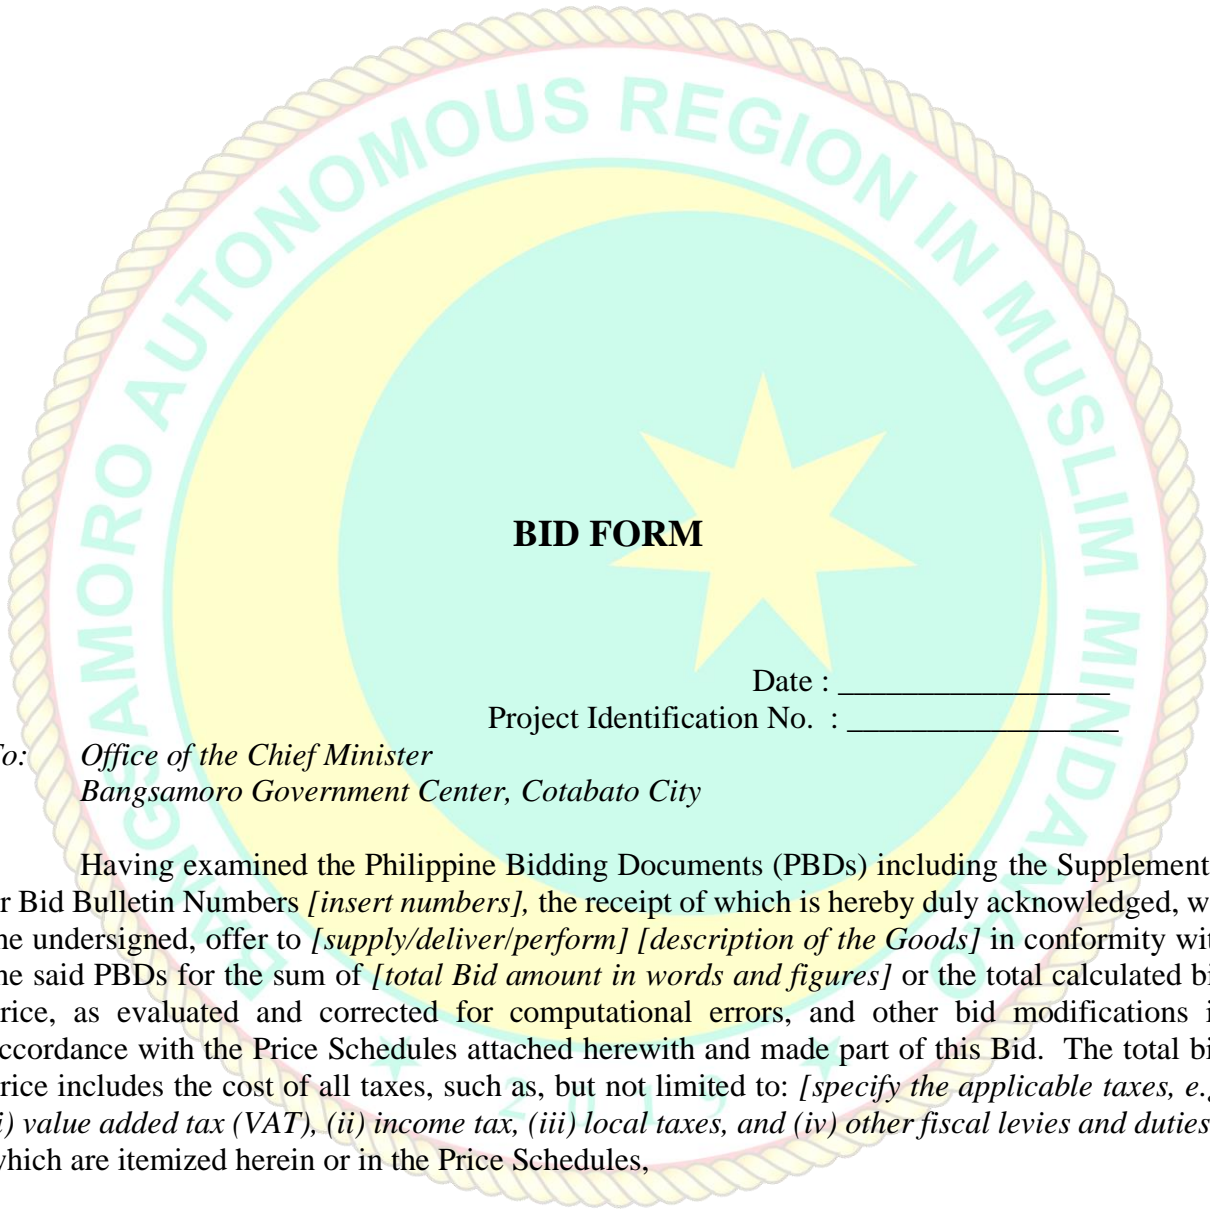 BANGSAMORO AUTONOMOUS REGION IN MUSLIM MINDANAO
2019
BID FORM
Date : _________________
Project Identification No. : _________________
o: Office of the Chief Minister
Bangsamoro Government Center, Cotabato City
Having examined the Philippine Bidding Documents (PBDs) including the Supplement
r Bid Bulletin Numbers [insert numbers], the receipt of which is hereby duly acknowledged, w
he undersigned, offer to [supply/deliver/perform] [description of the Goods] in conformity wit
he said PBDs for the sum of [total Bid amount in words and figures] or the total calculated bi
rice, as evaluated and corrected for computational errors, and other bid modifications i
ccordance with the Price Schedules attached herewith and made part of this Bid. The total bi
rice includes the cost of all taxes, such as, but not limited to: [specify the applicable taxes, e.g
i) value added tax (VAT), (ii) income tax, (iii) local taxes, and (iv) other fiscal levies and duties
which are itemized herein or in the Price Schedules,